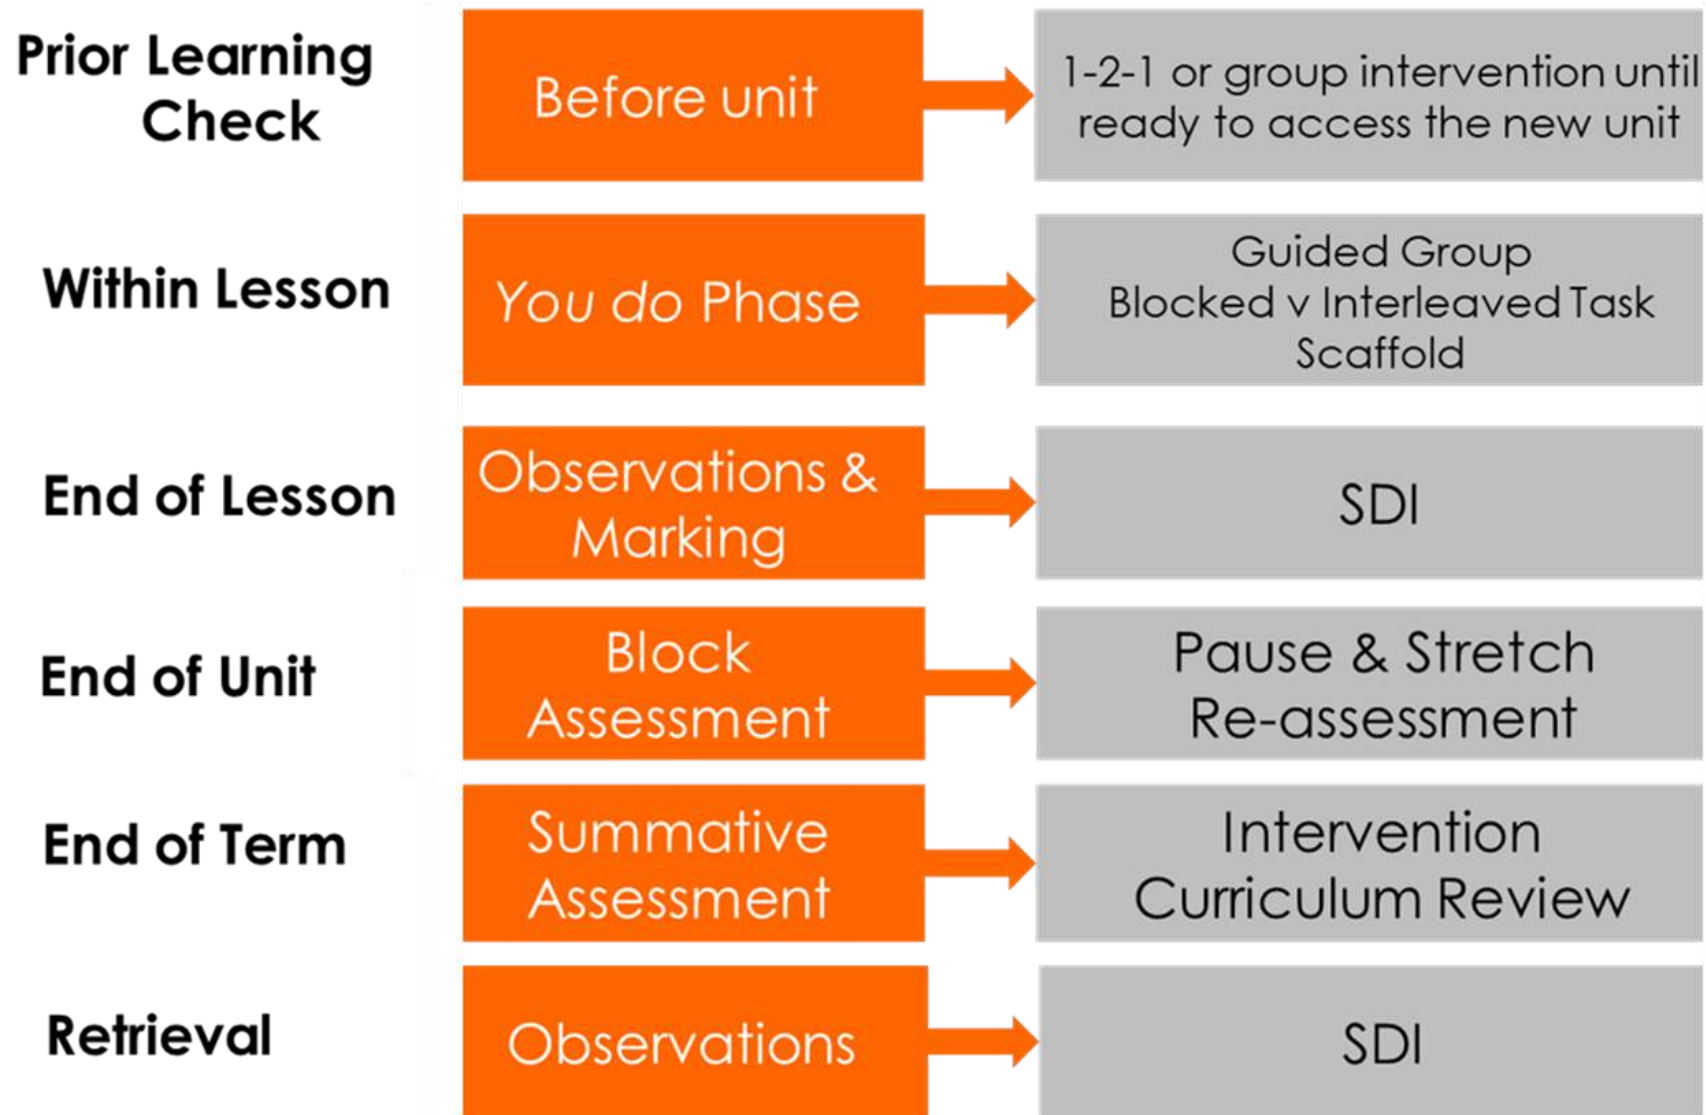 Prior Learning
Check
Before unit
1-2-1 or group intervention until
ready to access the new unit
Within Lesson
You do Phase
Guided Group
Blocked v Interleaved Task
Scaffold
End of Lesson
Observations &
Marking
SDI
End of Unit
Block
Assessment
Pause & Stretch
Re-assessment
End of Term
Summative
Assessment
Intervention
Curriculum Review
Retrieval
Observations
SDI